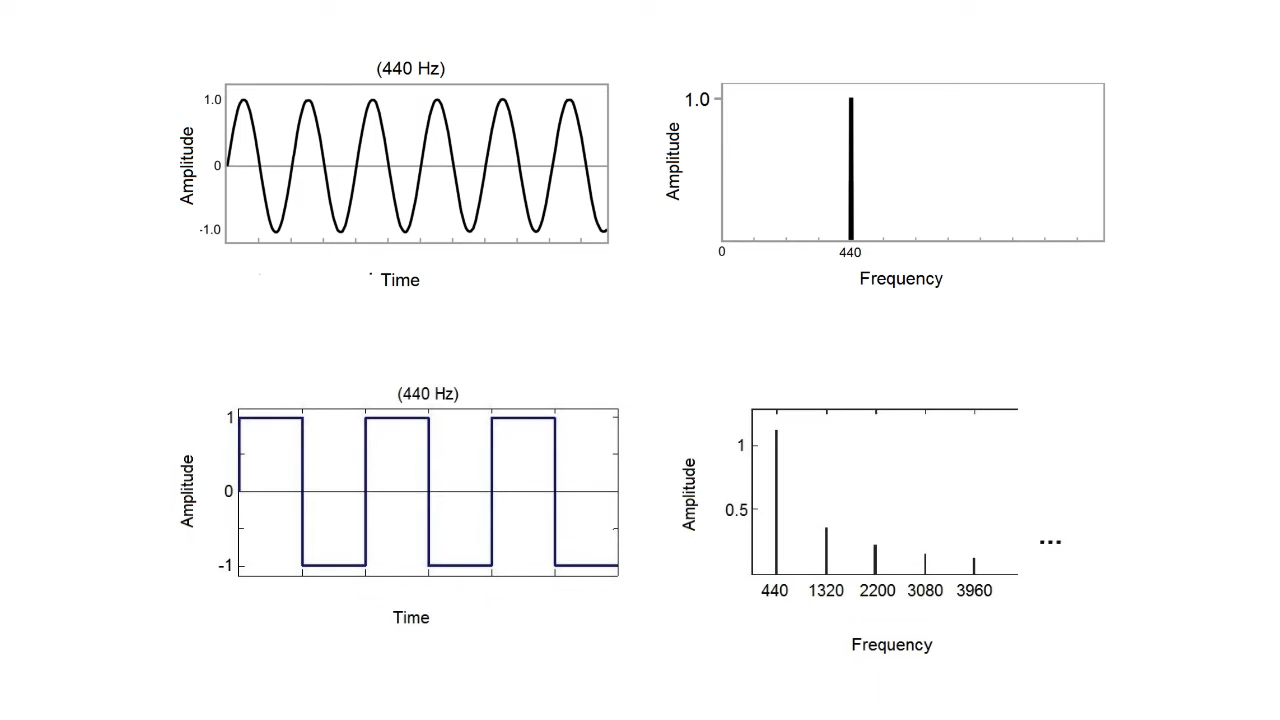 (440 Hz)
1.0
0
-1.0
Amplitude
Time
1.0
Amplitude
0
440
Frequency
(440 Hz)
1
0
-1
Amplitude
Time
1
0.5
Amplitude
...
440 1320 2200 3080 3960
Frequency